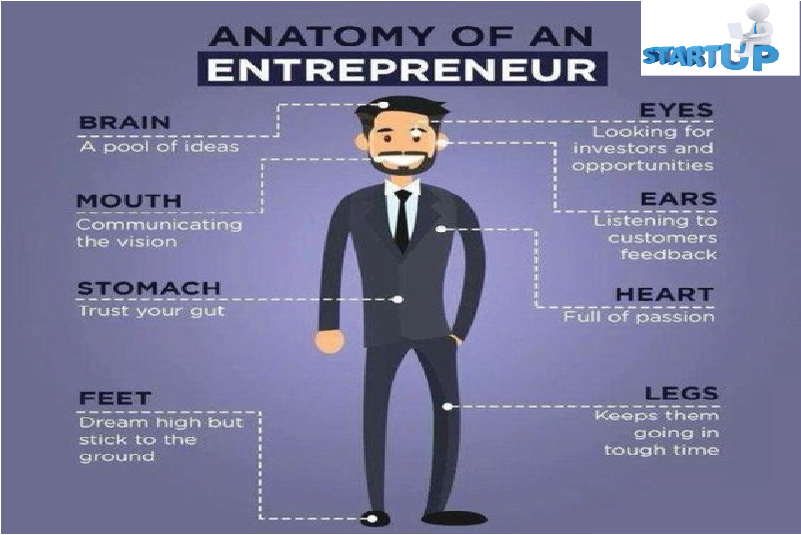 ANATOMY OF AN
ENTREPRENEUR
STARTUP
BRAIN
A pool of ideas
MOUTH
Communicating
the vision
STOMACH
Trust your gut
FEET
Dream high but
stick to the
ground
EYES
Looking for
investors and
opportunities
EARS
Listening to
customers
feedback
HEART
Full of passion
LEGS
Keeps them
going in
tough time